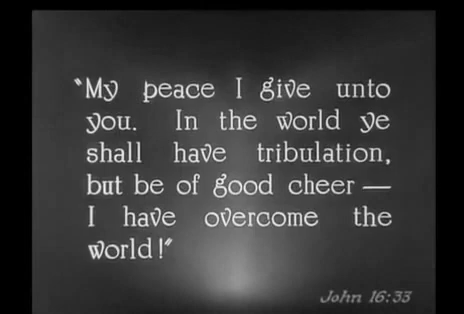 "My peace I give unto
you. In the world ye
shall have tribulation,
but be of good cheer —
I have overcome the
world!"
John 16:33